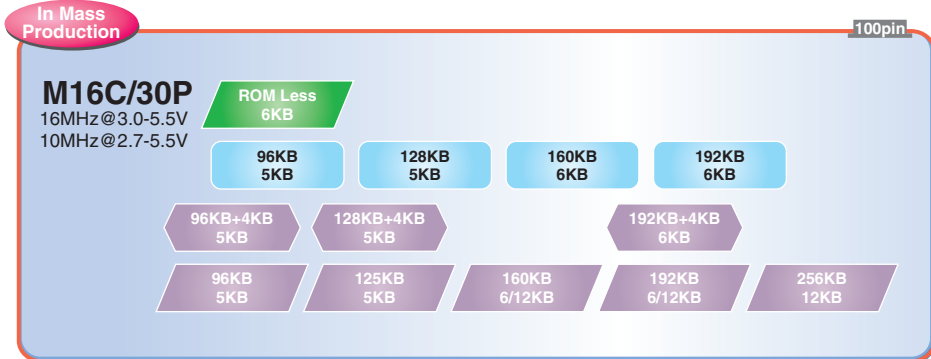 In Mass
Production
100pin
M16C/30P
16MHz@3.0-5.5V
10MHz@2.7-5.5V
ROM Less
6KB
96KB
5KB
128KB
5KB
160KB
6KB
192KB
6KB
96KB+4KB
5KB
128KB+4KB
5KB
192KB+4KB
6KB
96KB
5KB
125KB
5KB
160KB
6/12KB
192KB
6/12KB
256KB
12KB